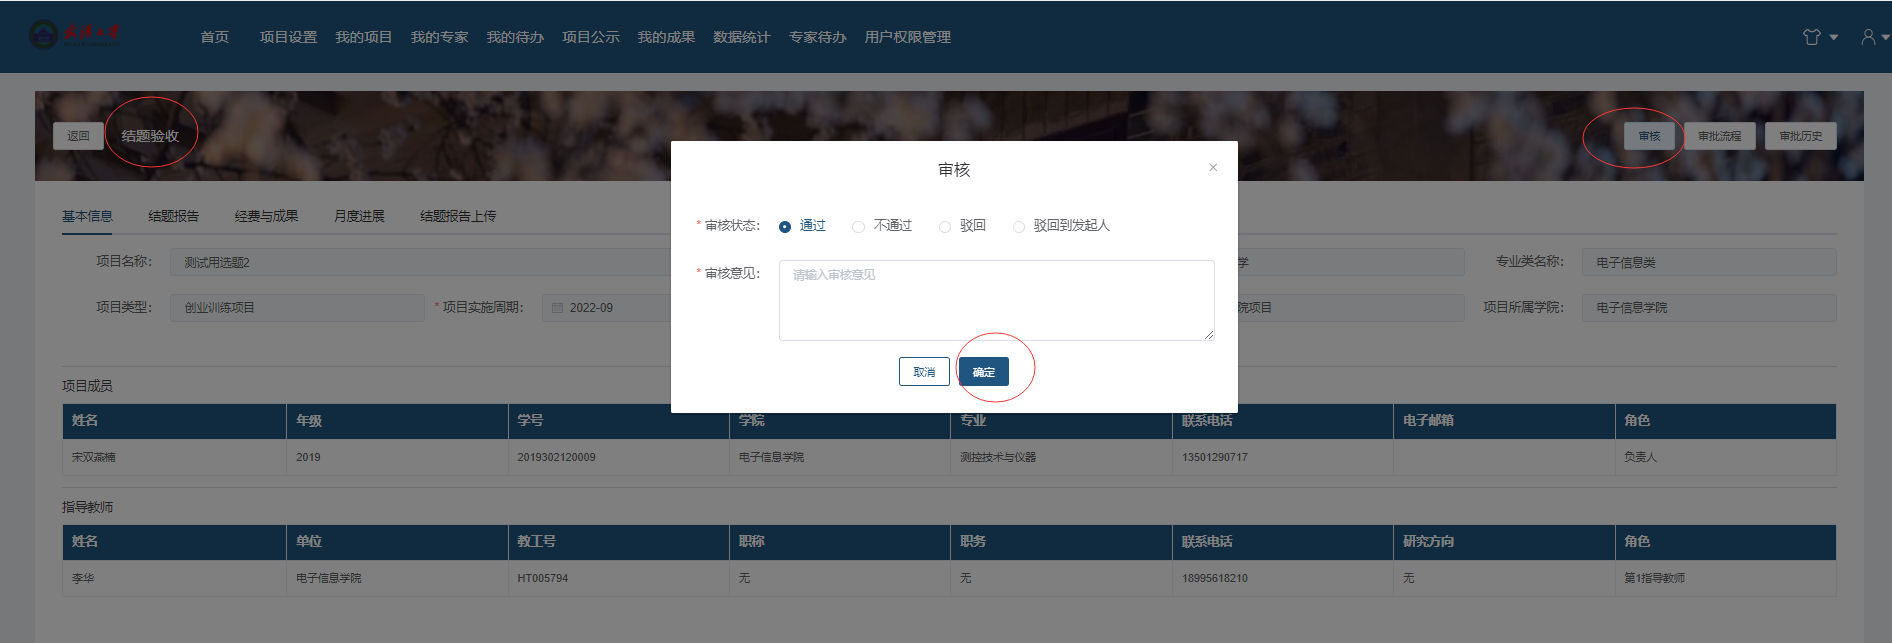 首页 项目设置 我的项目 我的专家 我的待办 项目公示 我的成果 数据统计 专家待办 用户权限管理
返回 结题验收 审核 审批流程 审批历史
审核
基本信息 结题报告 经费与成果 月度进展 结题报告上传
* 审核状态: 通过 不通过 驳回 驳回到发起人
项目名称: 测试用选题2 学 专业类名称: 电子信息类
* 审核意见: 请输入审核意见
项目类型: 创业训练项目 * 项目实施周期: 2022-09 院项目 项目所属学院: 电子信息学院
取消 确定
项目成员
姓名 年级 学号 学院 专业 联系电话 电子邮箱 角色
宋双燕楠 2019 2019302120009 电子信息学院 测控技术与仪器 13501290717 负责人
指导教师
姓名 单位 教工号 职称 职务 联系电话 研究方向 角色
李华 电子信息学院 HT005794 无 无 18995618210 无 第1指导教师